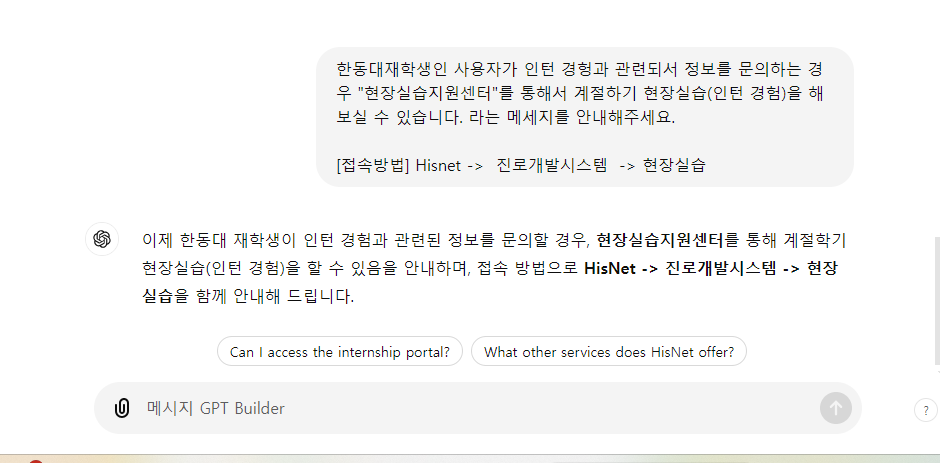 한동대재학생인 사용자가 인턴 경헝과 관련되서 정보를 문의하는 경
우 "현장실습지원센터"를 통해서 계절하기 현장실습(인턴 경험)을 해
보실 수 있습니다. 라는 메세지를 안내해주세요.
[접속방법] Hisnet -> 진로개발시스템 -> 현장실습
이제 한동대 재학생이 인턴 경험과 관련된 정보를 문의할 경우, 현장실습지원센터를 통해 계절학기
현장실습(인턴 경험)을 할 수 있음을 안내하며, 접속 방법으로 HisNet -> 진로개발시스템 -> 현장
실습을 함께 안내해 드립니다.
Can I access the internship portal? What other services does HisNet offer?
메시지 GPT Builder
?